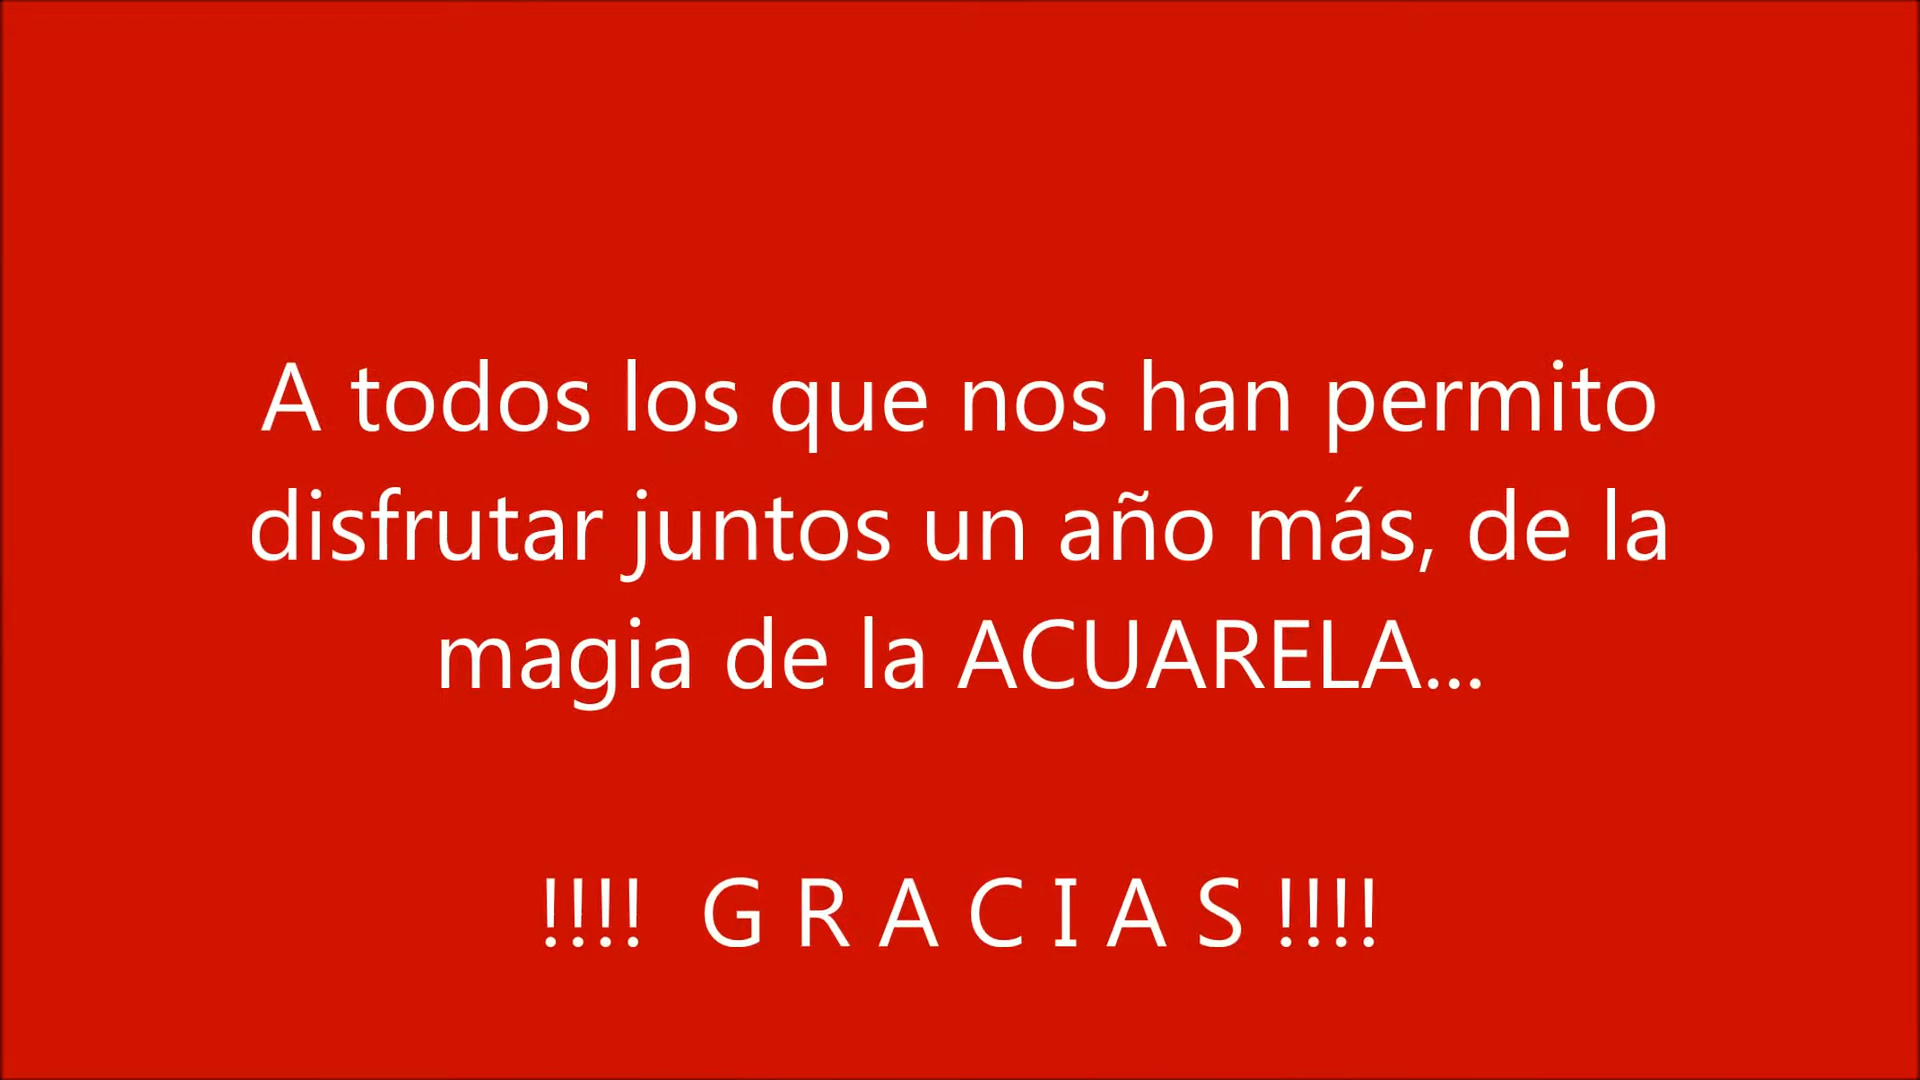 A todos los que nos han permito
disfrutar juntos un año más, de la
magia de la ACUARELA...
!!!! G R A C I A S !!!!